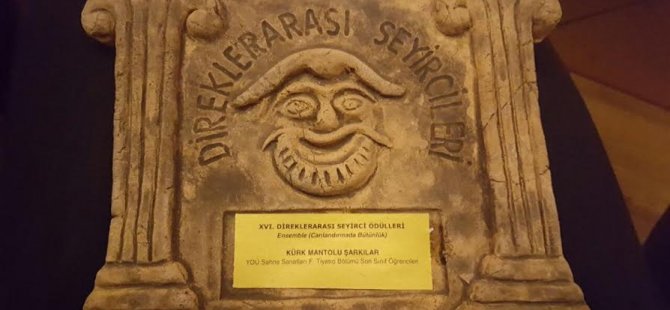 DİREKLERARASI SEYİRCİLERİ
XVI. DİREKLERARASI SEYİRCİ ÖDÜLLERİ
Ensemble (Canlandırmada Bütünlük)
KÜRK MANTOLU ŞARKILAR
YDÜ Sahne Sanatları F. Tiyatro Bölümü Son Sınıf Öğrencileri